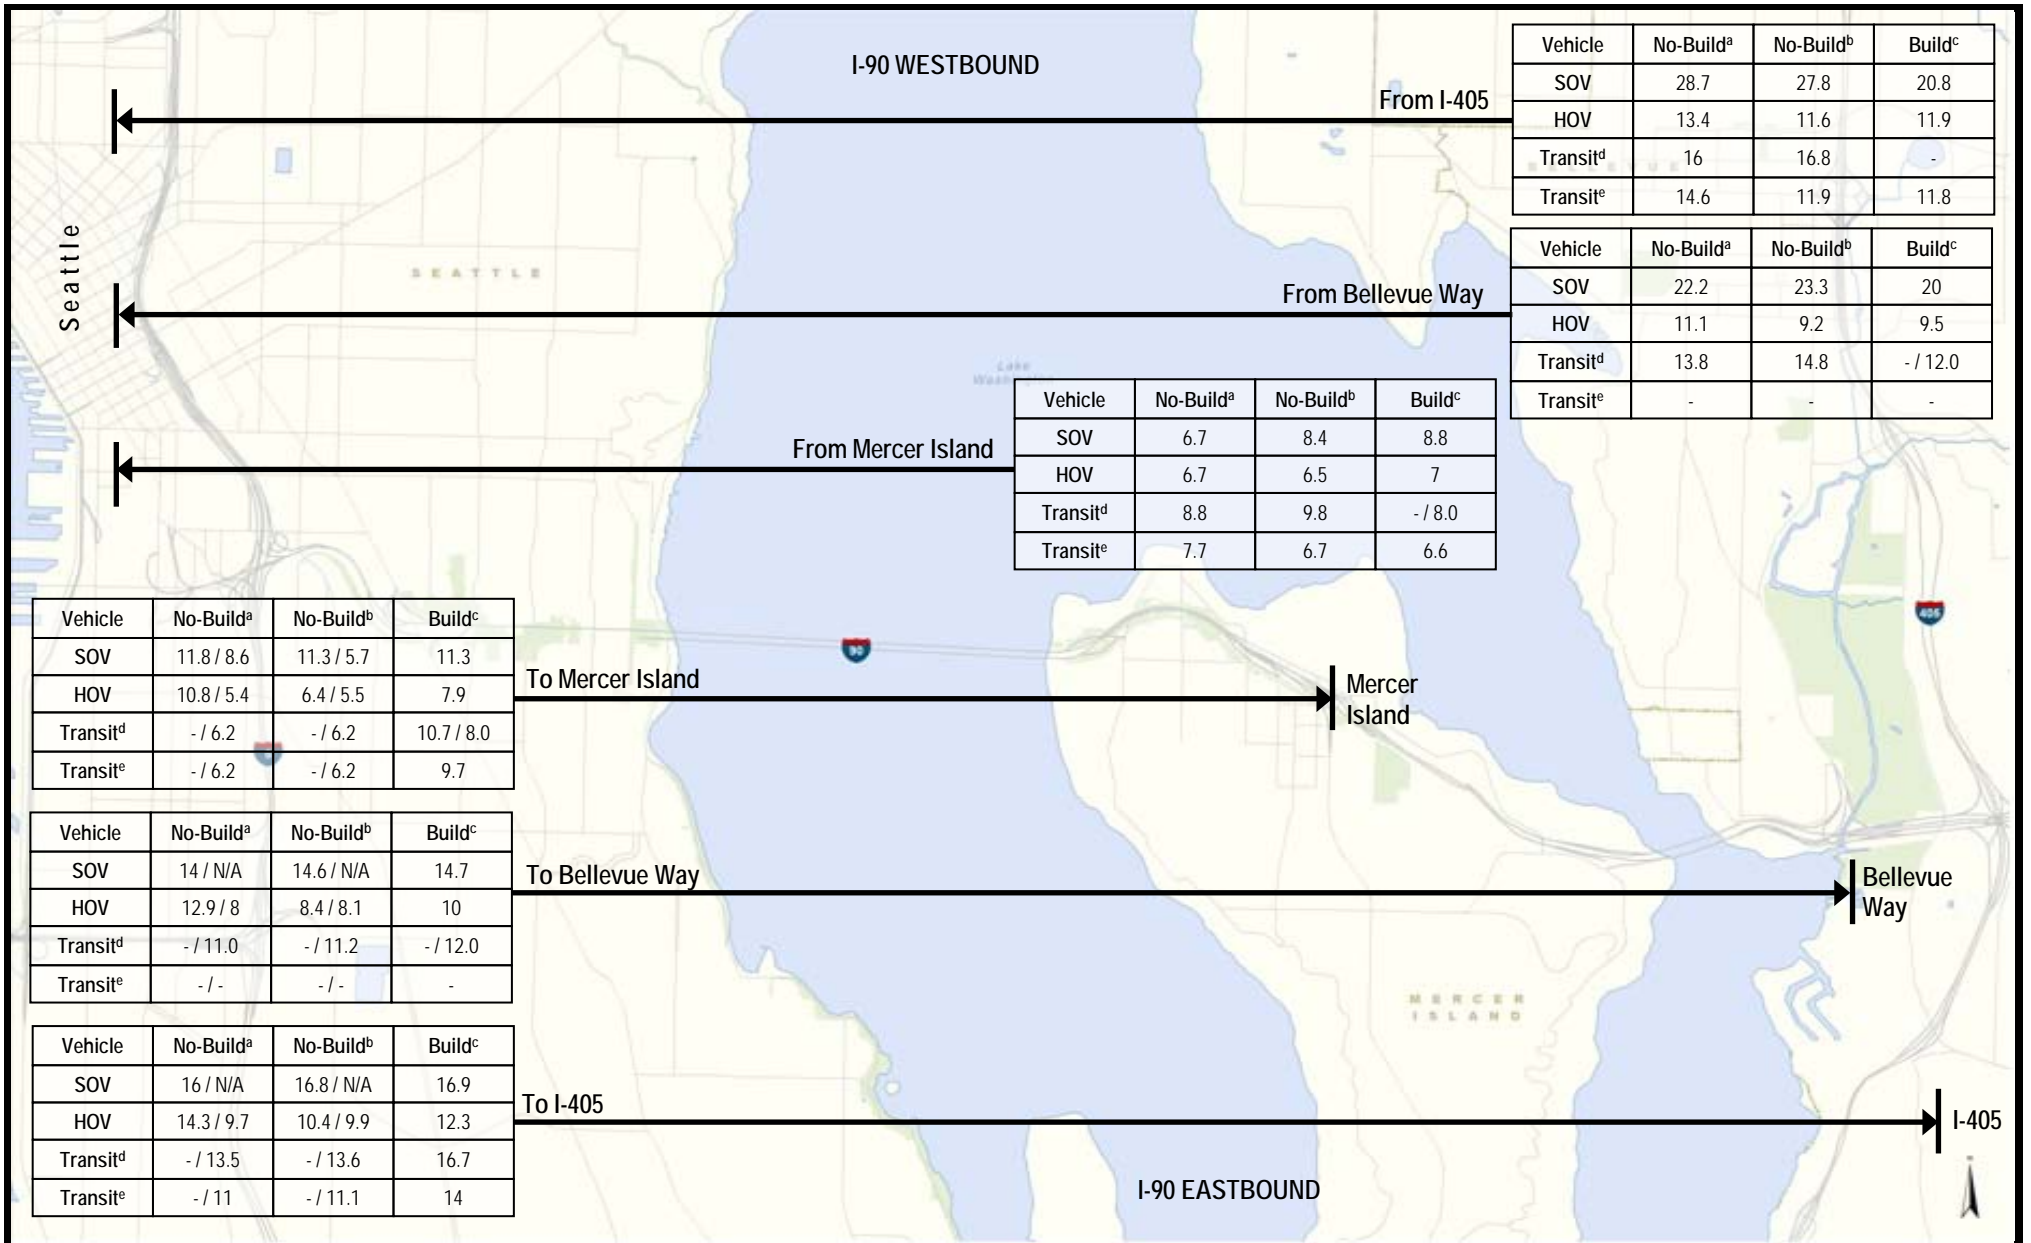 I-90 WESTBOUND
From I-405
Vehicle No-Buildᵃ No-Buildᵇ Buildᶜ
SOV 28.7 27.8 20.8
HOV 13.4 11.6 11.9
Transitᵈ 16 16.8 -
Transitᵉ 14.6 11.9 11.8
BELLEVUE
Seattle
SEATTLE
From Bellevue Way
Vehicle No-Buildᵃ No-Buildᵇ Buildᶜ
SOV 22.2 23.3 20
HOV 11.1 9.2 9.5
Transitᵈ 13.8 14.8 - / 12.0
Transitᵉ - - -
Lake
Washington
From Mercer Island
Vehicle No-Buildᵃ No-Buildᵇ Buildᶜ
SOV 6.7 8.4 8.8
HOV 6.7 6.5 7
Transitᵈ 8.8 9.8 - / 8.0
Transitᵉ 7.7 6.7 6.6
90
405
Vehicle No-Buildᵃ No-Buildᵇ Buildᶜ
SOV 11.8 / 8.6 11.3 / 5.7 11.3
HOV 10.8 / 5.4 6.4 / 5.5 7.9
Transitᵈ - / 6.2 - / 6.2 10.7 / 8.0
Transitᵉ - / 6.2 - / 6.2 9.7
To Mercer Island
Mercer
Island
Vehicle No-Buildᵃ No-Buildᵇ Buildᶜ
SOV 14 / N/A 14.6 / N/A 14.7
HOV 12.9 / 8 8.4 / 8.1 10
Transitᵈ - / 11.0 - / 11.2 - / 12.0
Transitᵉ - / - - / - -
To Bellevue Way
Bellevue
Way
MERCER
ISLAND
Vehicle No-Buildᵃ No-Buildᵇ Buildᶜ
SOV 16 / N/A 16.8 / N/A 16.9
HOV 14.3 / 9.7 10.4 / 9.9 12.3
Transitᵈ - / 13.5 - / 13.6 16.7
Transitᵉ - / 11 - / 11.1 14
To I-405
I-405
I-90 EASTBOUND